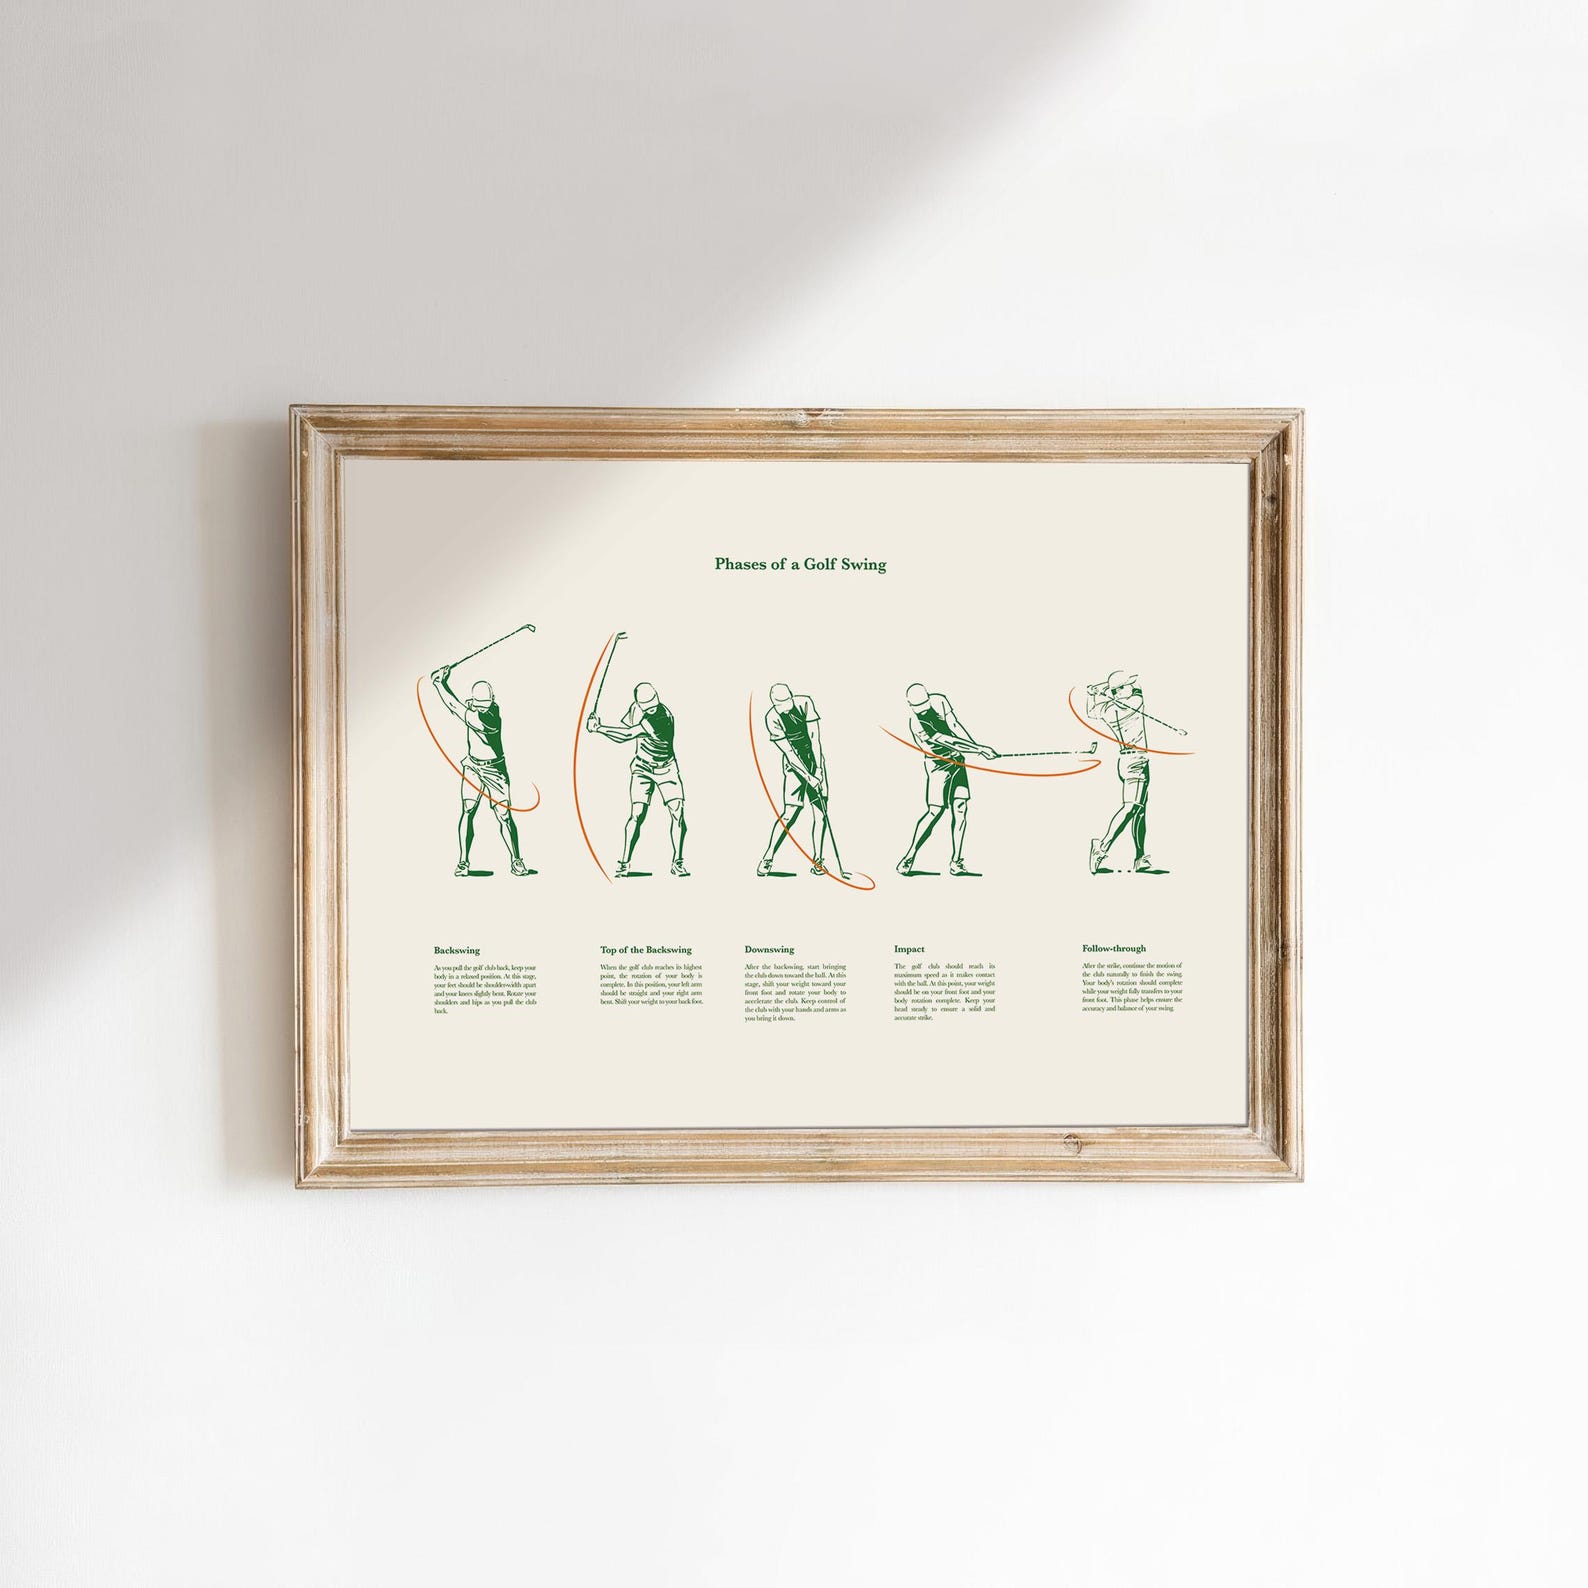 Phases of a Golf Swing
Backswing
As you pull the golf club back, keep your
body in a relaxed position. At this stage,
your feet should be shoulder-width apart
and your knees slightly bent. Rotate your
shoulders and hips as you pull the club
back.
Top of the Backswing
When the golf club reaches its highest
point, the rotation of your body is
complete. In this position, your left arm
should be straight and your right arm
bent. Shift your weight to your back foot.
Downswing
After the backswing, start bringing
the club down toward the ball. At this
stage, shift your weight toward your
front foot and rotate your body to
accelerate the club. Keep control of
the club with your hands and arms as
you bring it down.
Impact
The golf club should reach its
maximum speed as it makes contact
with the ball. At this point, your weight
should be on your front foot and your
body rotation complete. Keep your
head steady to ensure a solid and
accurate strike.
Follow-through
After the strike, continue the motion of
the club naturally to finish the swing.
Your body's rotation should complete
while your weight fully transfers to your
front foot. This phase helps ensure the
accuracy and balance of your swing.